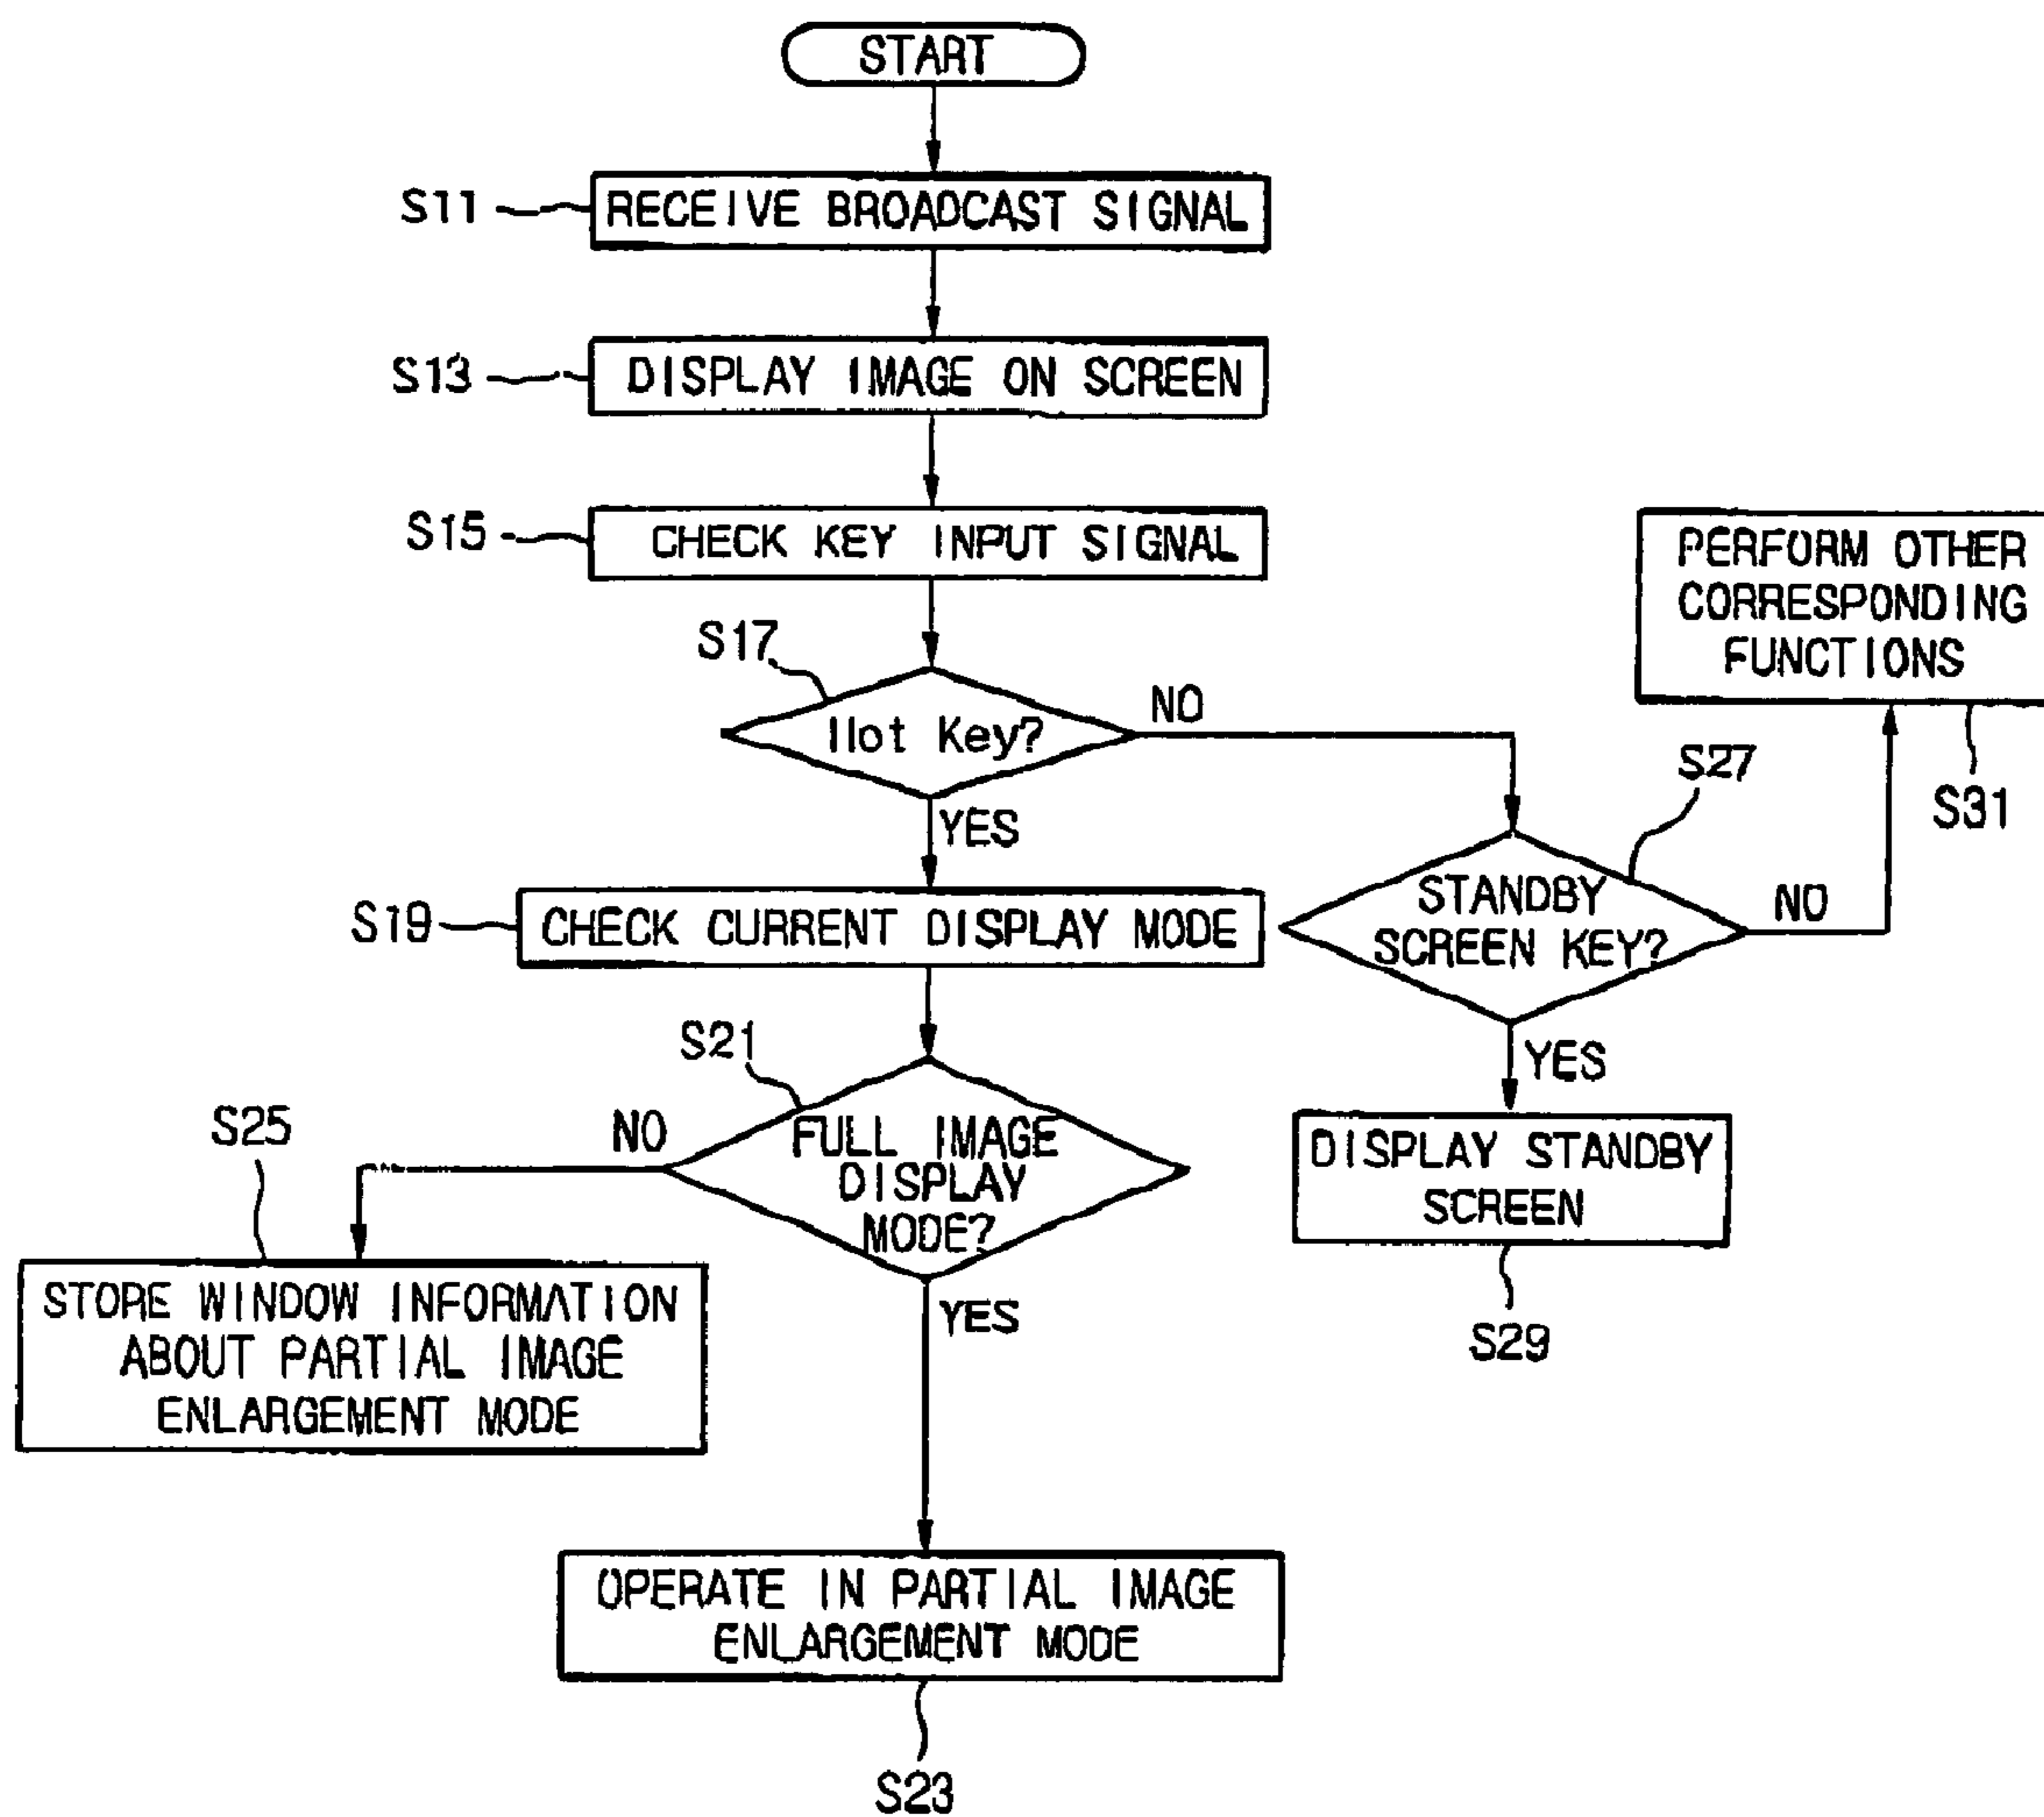 START
S11
RECEIVE BROADCAST SIGNAL
S13
DISPLAY IMAGE ON SCREEN
S15
CHECK KEY INPUT SIGNAL
PERFORM OTHER
CORRESPONDING
FUNCTIONS
S31
S17
Hot Key?
NO
YES
S27
STANDBY
SCREEN KEY?
NO
YES
S19
CHECK CURRENT DISPLAY MODE
S21
FULL IMAGE
DISPLAY
MODE?
NO
YES
DISPLAY STANDBY
SCREEN
S29
S25
STORE WINDOW INFORMATION
ABOUT PARTIAL IMAGE
ENLARGEMENT MODE
OPERATE IN PARTIAL IMAGE
ENLARGEMENT MODE
S23